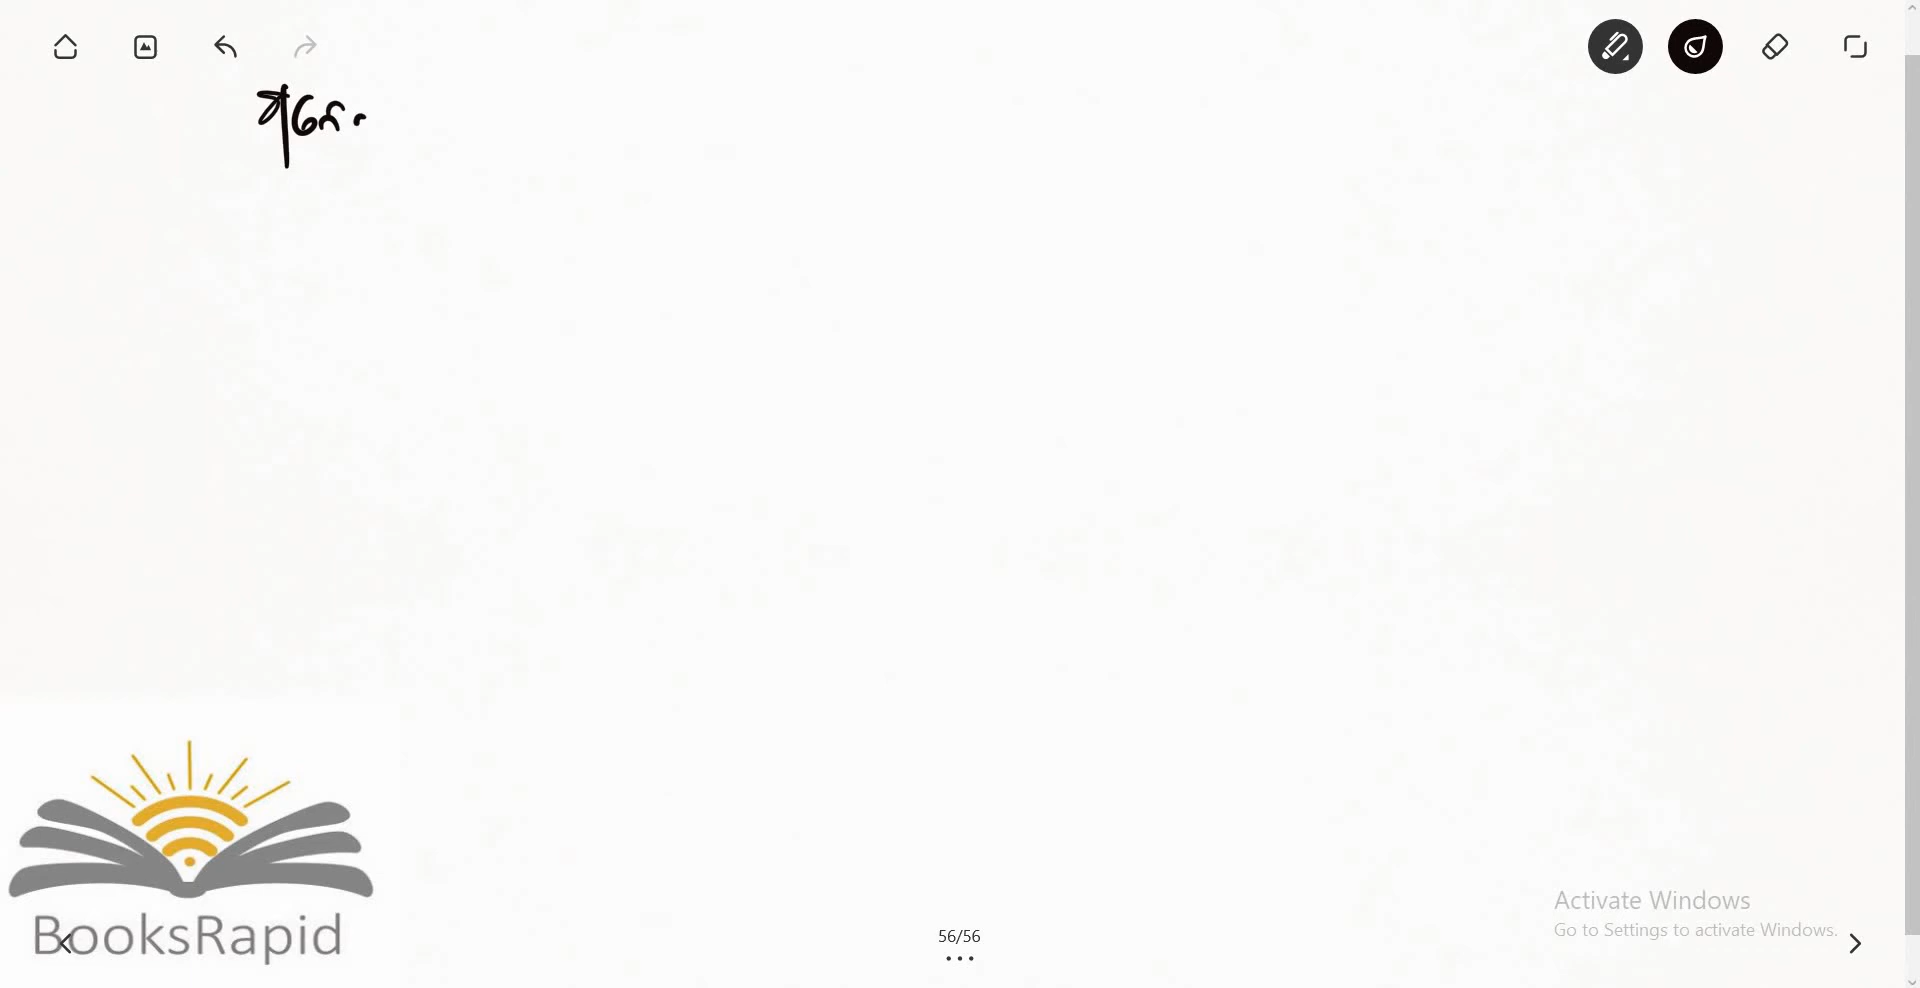 BooksRapid
56/56
Activate Windows
Go to Settings to activate Windows.